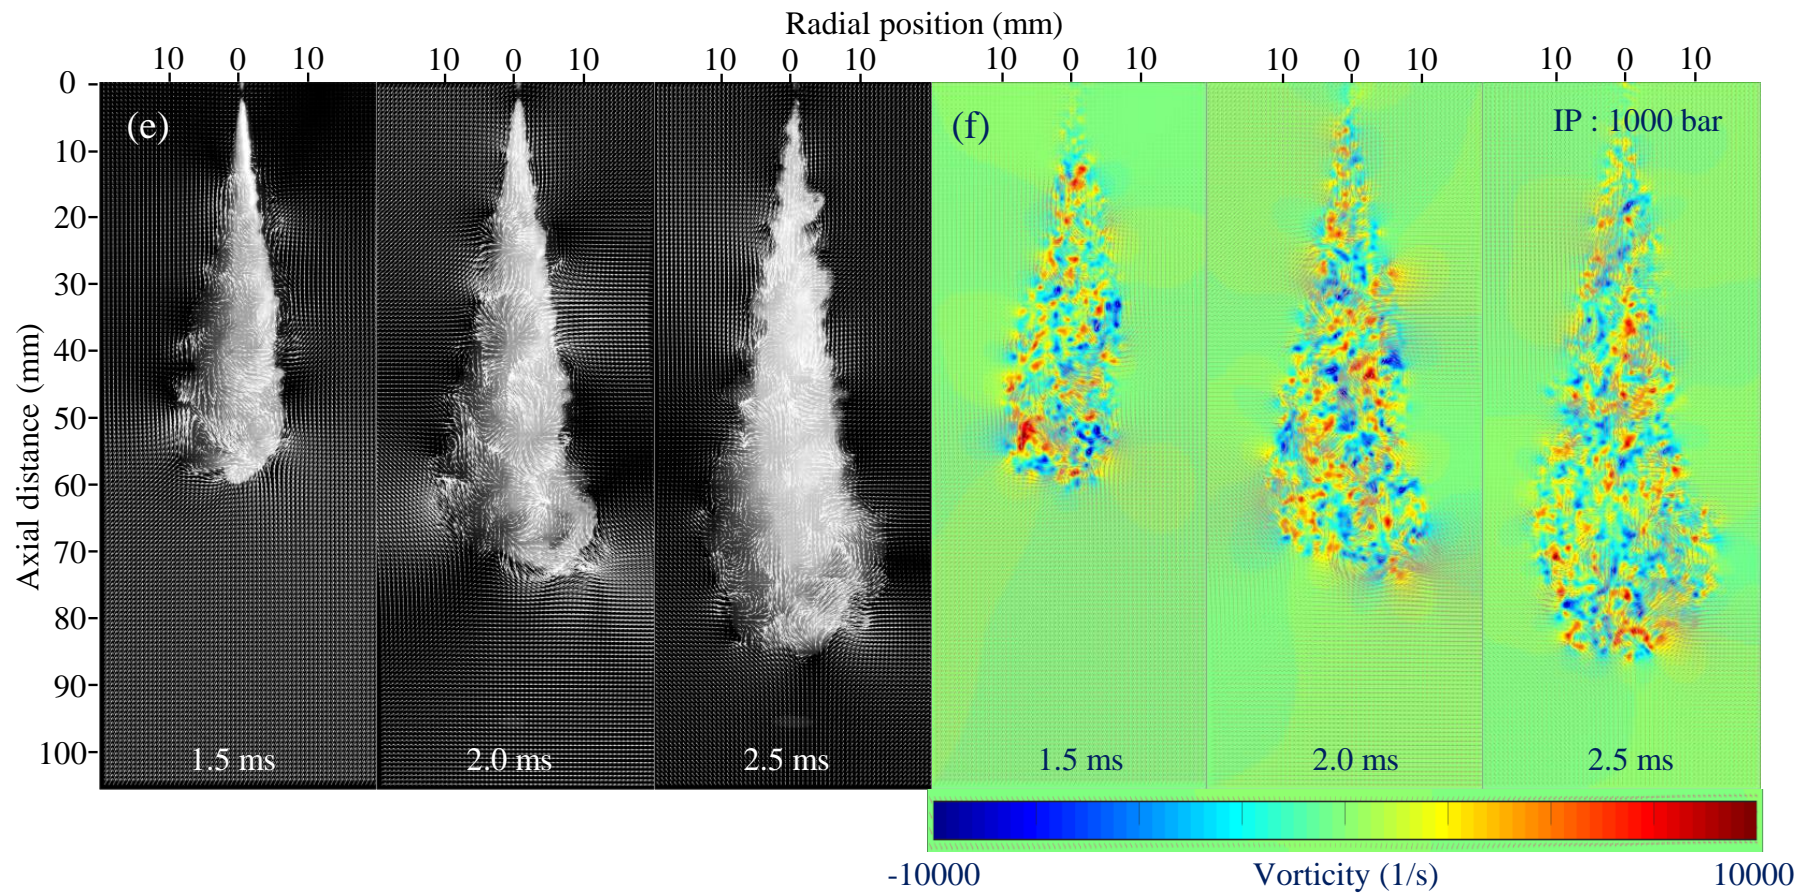 Radial position (mm)
10 0 10 10 0 10 10 0 10 10 0 10 10 0 10 10 0 10
Axial distance (mm)
0
10
20
30
40
50
60
70
80
90
100
(e)
(f)
IP : 1000 bar
1.5 ms 2.0 ms 2.5 ms 1.5 ms 2.0 ms 2.5 ms
-10000 Vorticity (1/s) 10000